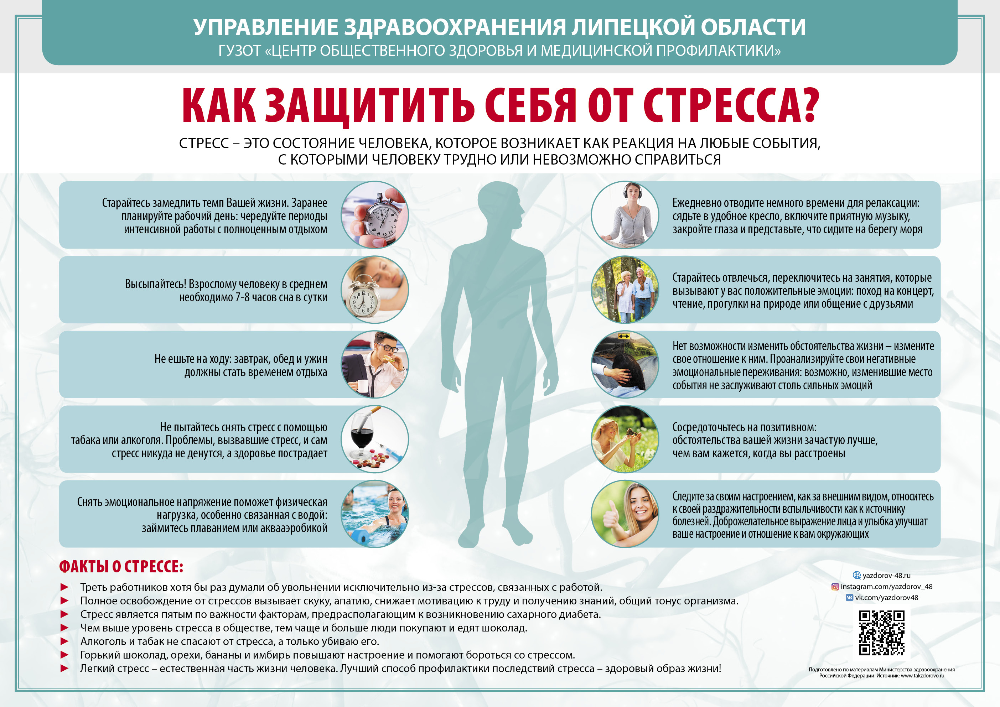 УПРАВЛЕНИЕ ЗДРАВООХРАНЕНИЯ ЛИПЕЦКОЙ ОБЛАСТИ
ГУЗОТ «ЦЕНТР ОБЩЕСТВЕННОГО ЗДОРОВЬЯ И МЕДИЦИНСКОЙ ПРОФИЛАКТИКИ»
КАК ЗАЩИТИТЬ СЕБЯ ОТ СТРЕССА?
СТРЕСС – ЭТО СОСТОЯНИЕ ЧЕЛОВЕКА, КОТОРОЕ ВОЗНИКАЕТ КАК РЕАКЦИЯ НА ЛЮБЫЕ СОБЫТИЯ,
С КОТОРЫМИ ЧЕЛОВЕКУ ТРУДНО ИЛИ НЕВОЗМОЖНО СПРАВИТЬСЯ
Старайтесь замедлить темп Вашей жизни. Заранее
планируйте рабочий день: чередуйте периоды
интенсивной работы с полноценным отдыхом
Высыпайтесь! Взрослому человеку в среднем
необходимо 7-8 часов сна в сутки
Не ешьте на ходу: завтрак, обед и ужин
должны стать временем отдыха
Не пытайтесь снять стресс с помощью
табака или алкоголя. Проблемы, вызвавшие стресс, и сам
стресс никуда не денутся, а здоровье пострадает
Снять эмоциональное напряжение поможет физическая
нагрузка, особенно связанная с водой:
займитесь плаванием или аквааэробикой
Ежедневно отводите немного времени для релаксации:
сядьте в удобное кресло, включите приятную музыку,
закройте глаза и представьте, что сидите на берегу моря
Старайтесь отвлечься, переключитесь на занятия, которые
вызывают у вас положительные эмоции: поход на концерт,
чтение, прогулки на природе или общение с друзьями
Нет возможности изменить обстоятельства жизни – измените
свое отношение к ним. Проанализируйте свои негативные
эмоциональные переживания: возможно, изменившие место
события не заслуживают столь сильных эмоций
Сосредоточьтесь на позитивном:
обстоятельства вашей жизни зачастую лучше,
чем вам кажется, когда вы расстроены
Следите за своим настроением, как за внешним видом, относитесь
к своей раздражительности вспыльчивости как к источнику
болезней. Доброжелательное выражение лица и улыбка улучшат
ваше настроение и отношение к вам окружающих
ФАКТЫ О СТРЕССЕ:
Треть работников хотя бы раз думали об увольнении исключительно из-за стрессов, связанных с работой.
Полное освобождение от стрессов вызывает скуку, апатию, снижает мотивацию к труду и получению знаний, общий тонус организма.
Стресс является пятым по важности факторам, предрасполагающим к возникновению сахарного диабета.
Чем выше уровень стресса в обществе, тем чаще и больше люди покупают и едят шоколад.
Алкоголь и табак не спасают от стресса, а только убиваю его.
Горький шоколад, орехи, бананы и имбирь повышают настроение и помогают бороться со стрессом.
Легкий стресс – естественная часть жизни человека. Лучший способ профилактики последствий стресса – здоровый образ жизни!
yazdorov-48.ru
instagram.com/yazdorov_48
vk.com/yazdorov48
Подготовлено по материалам Министерства здравоохранения
Российской Федерации. Источник: www.takzdorovo.ru